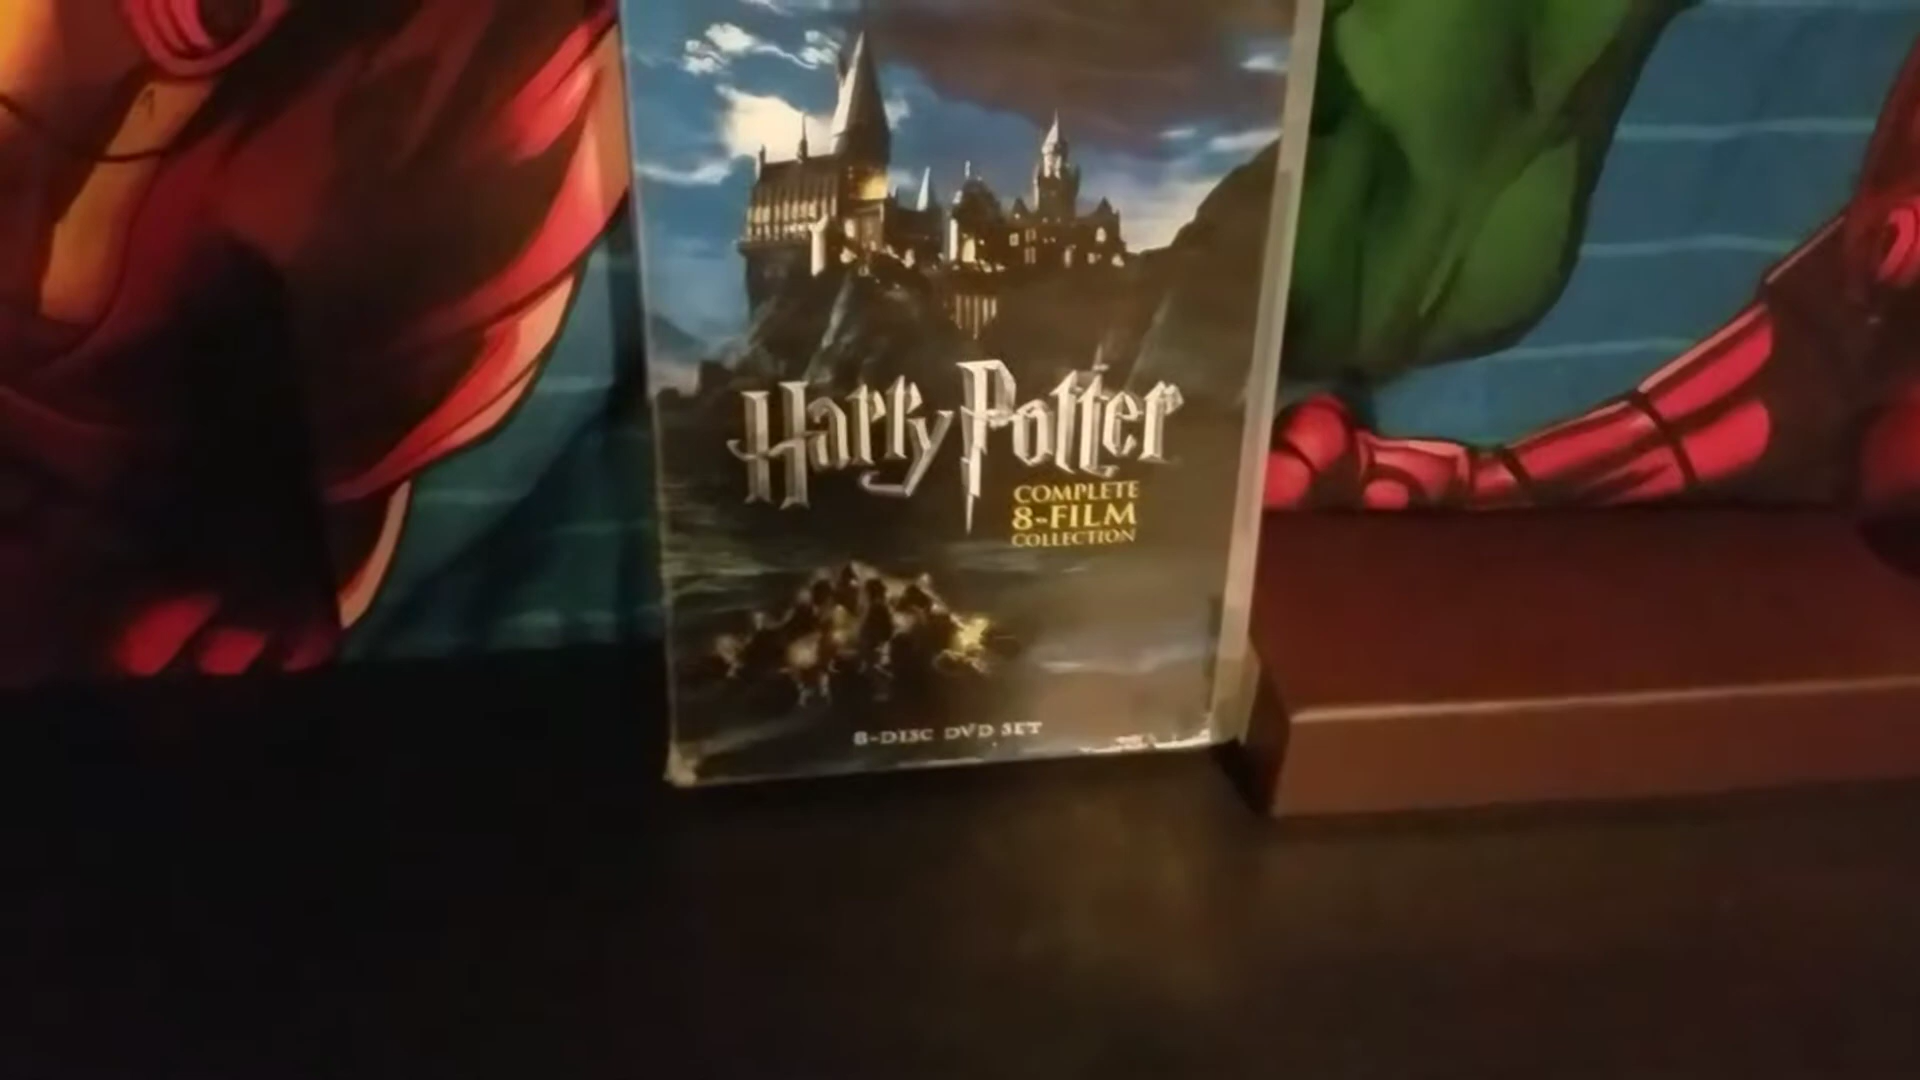 Harry Potter
COMPLETE
8-FILM
COLLECTION
8-DISC DVD SET